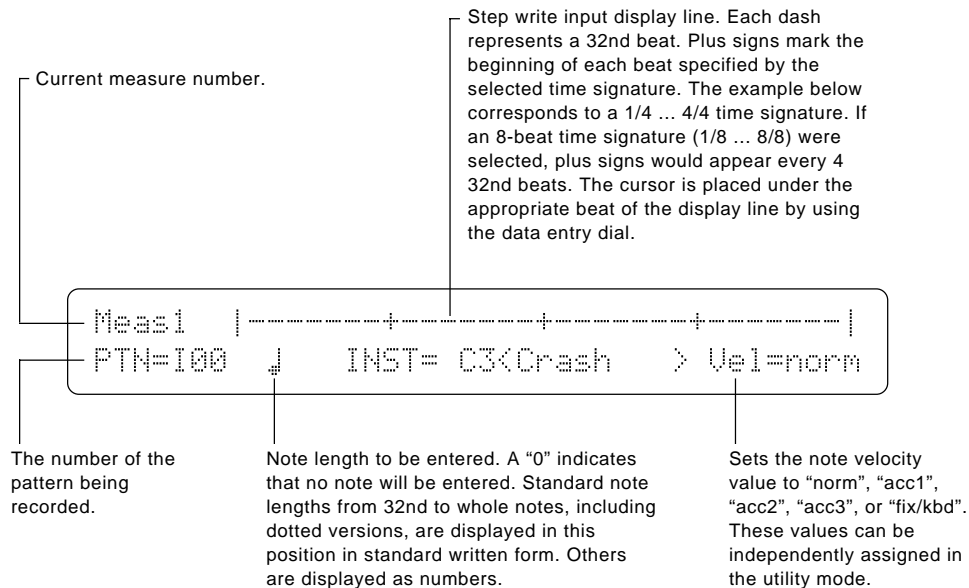 Step write input display line. Each dash
represents a 32nd beat. Plus signs mark the
beginning of each beat specified by the
selected time signature. The example below
corresponds to a 1/4 ... 4/4 time signature. If
an 8-beat time signature (1/8 ... 8/8) were
selected, plus signs would appear every 4
32nd beats. The cursor is placed under the
appropriate beat of the display line by using
the data entry dial.
Current measure number.
Meas1 |-------+-------+-------+-------|
PTN=I00 ♩ INST= C3<Crash > Vel=norm
The number of the
pattern being
recorded.
Note length to be entered. A “0” indicates
that no note will be entered. Standard note
lengths from 32nd to whole notes, including
dotted versions, are displayed in this
position in standard written form. Others
are displayed as numbers.
Sets the note velocity
value to “norm”, “acc1”,
“acc2”, “acc3”, or “fix/kbd”.
These values can be
independently assigned in
the utility mode.